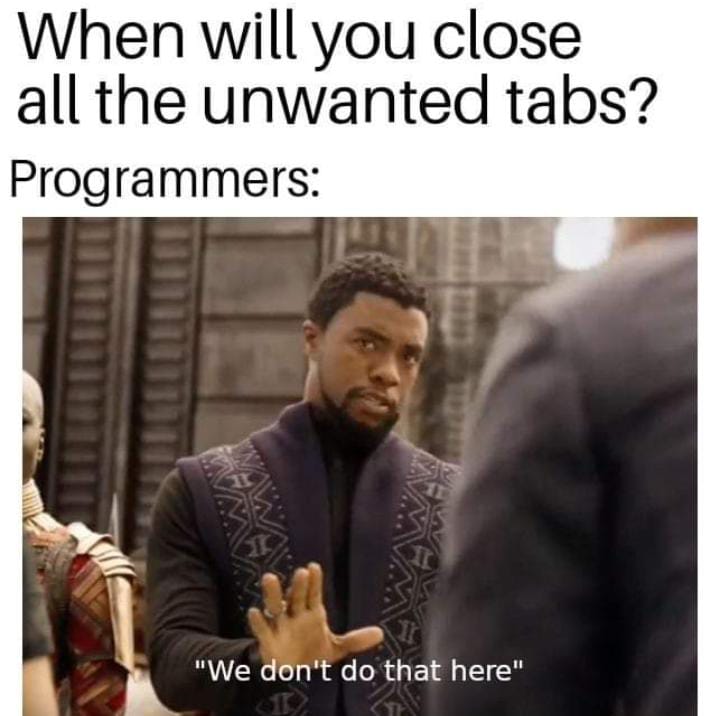 When will you close
all the unwanted tabs?
Programmers:
"We don't do that here"